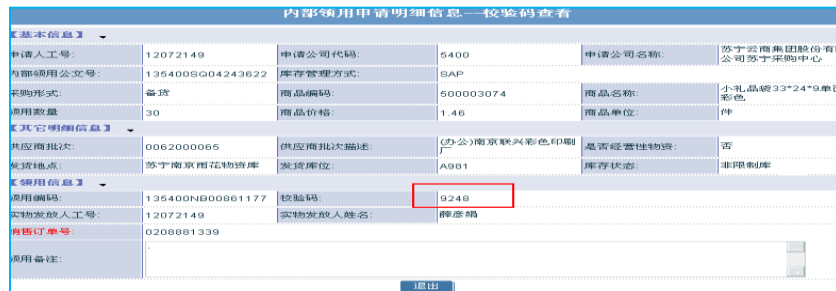 内部领用申请明细信息--校验码查看
【基本信息】
申请人工号: 12072149 申请公司代码: 5400 申请公司名称: 苏宁云商集团股份有限公司苏宁采购中心
内部领用公文号: 135400SQ04243622 库存管理方式: SAP
采购形式: 备货 商品编码: 500003074 商品名称: 小礼品袋33*24*9单面彩色
领用数量 30 商品价格: 1.46 商品单位: 件
【其它明细信息】
供应商批次: 0062000065 供应商批次描述: (办公)南京联兴彩色印刷厂 是否经营性物资: 否
发货地点: 苏宁南京雨花物资库 发货库位: A981 库存状态: 非限制库
【领用信息】
领用编码: 135400NB00861177 校验码: 9248
实物发放人工号: 12072149 实物发放人姓名: 薛彦娟
销售订单号: 0208881339
领用备注:
退出